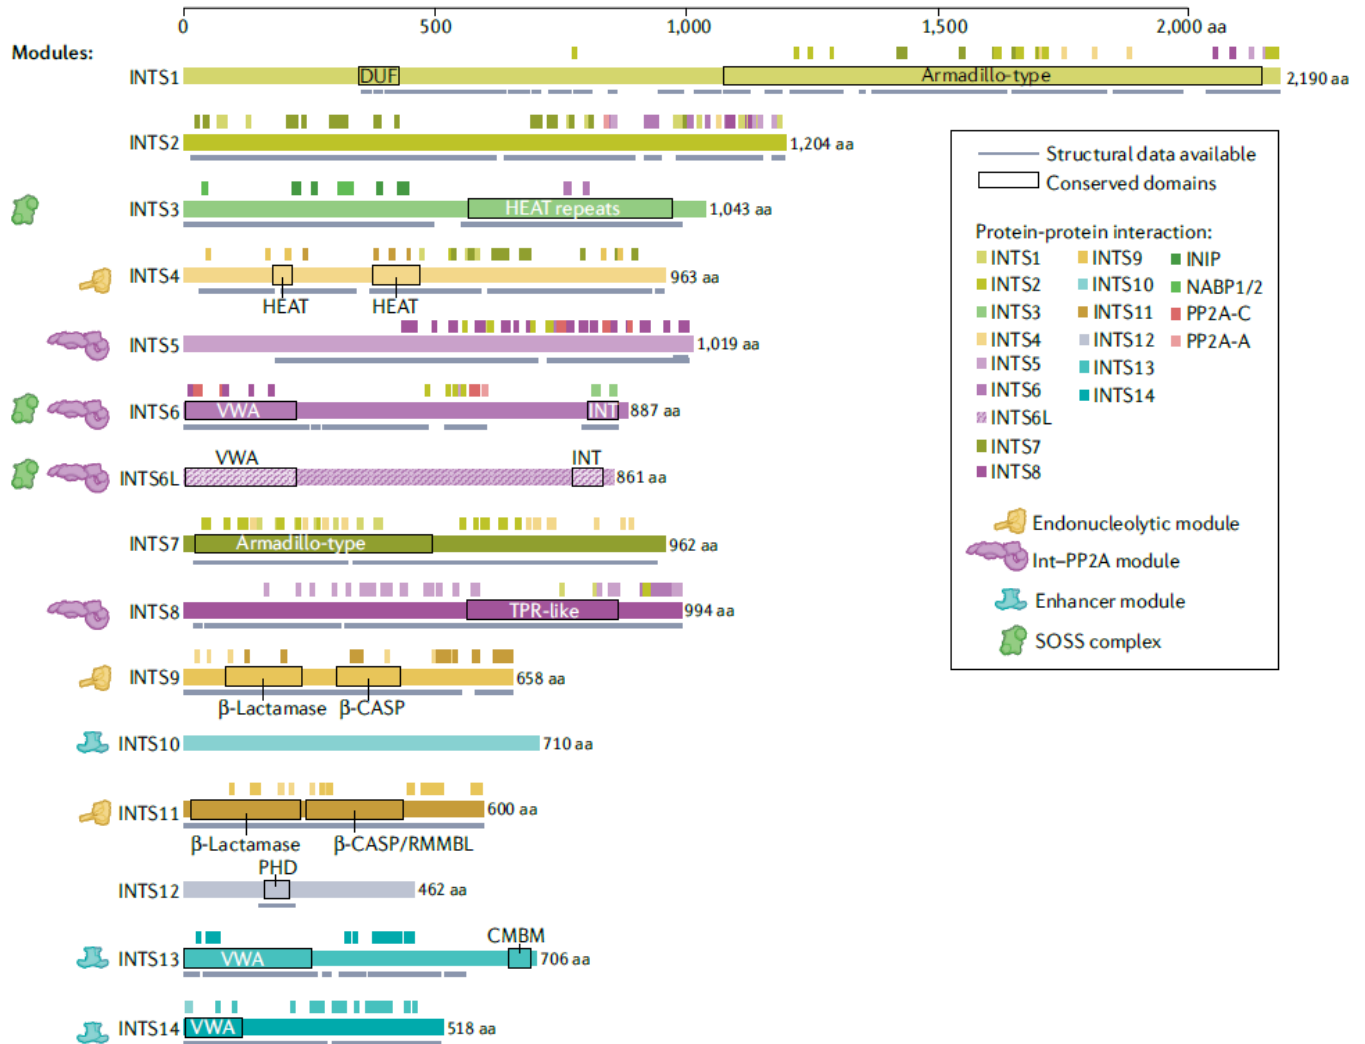 0 500 1,000 1,500 2,000 aa
Modules:
INTS1 DUF Armadillo-type 2,190 aa
INTS2 1,204 aa
INTS3 HEAT repeats 1,043 aa
INTS4 963 aa
HEAT HEAT
INTS5 1,019 aa
INTS6 VWA INT 887 aa
VWA INT
INTS6L 861 aa
INTS7 Armadillo-type 962 aa
INTS8 TPR-like 994 aa
INTS9 658 aa
β-Lactamase β-CASP
INTS10 710 aa
INTS11 600 aa
β-Lactamase β-CASP/RMMBL
PHD
INTS12 462 aa
CMBM
INTS13 VWA 706 aa
INTS14 VWA 518 aa
Structural data available
Conserved domains
Protein-protein interaction:
INTS1 INTS9 INIP
INTS2 INTS10 NABP1/2
INTS3 INTS11 PP2A-C
INTS4 INTS12 PP2A-A
INTS5 INTS13
INTS6 INTS14
INTS6L
INTS7
INTS8
Endonucleolytic module
Int–PP2A module
Enhancer module
SOSS complex